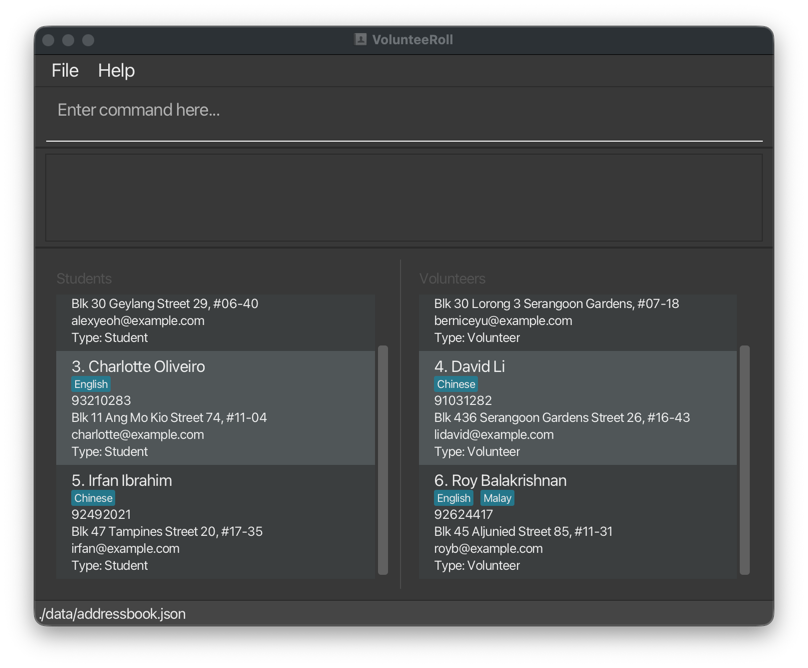 VolunteeRoll
File Help
Enter command here...
Students
Blk 30 Geylang Street 29, #06-40
alexyeoh@example.com
Type: Student
3. Charlotte Oliveiro
English
93210283
Blk 11 Ang Mo Kio Street 74, #11-04
charlotte@example.com
Type: Student
5. Irfan Ibrahim
Chinese
92492021
Blk 47 Tampines Street 20, #17-35
irfan@example.com
Type: Student
Volunteers
Blk 30 Lorong 3 Serangoon Gardens, #07-18
berniceyu@example.com
Type: Volunteer
4. David Li
Chinese
91031282
Blk 436 Serangoon Gardens Street 26, #16-43
lidavid@example.com
Type: Volunteer
6. Roy Balakrishnan
English Malay
92624417
Blk 45 Aljunied Street 85, #11-31
royb@example.com
Type: Volunteer
./data/addressbook.json